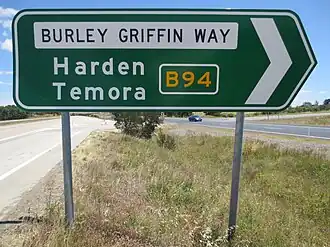 BURLEY GRIFFIN WAY
Harden
Temora
B94